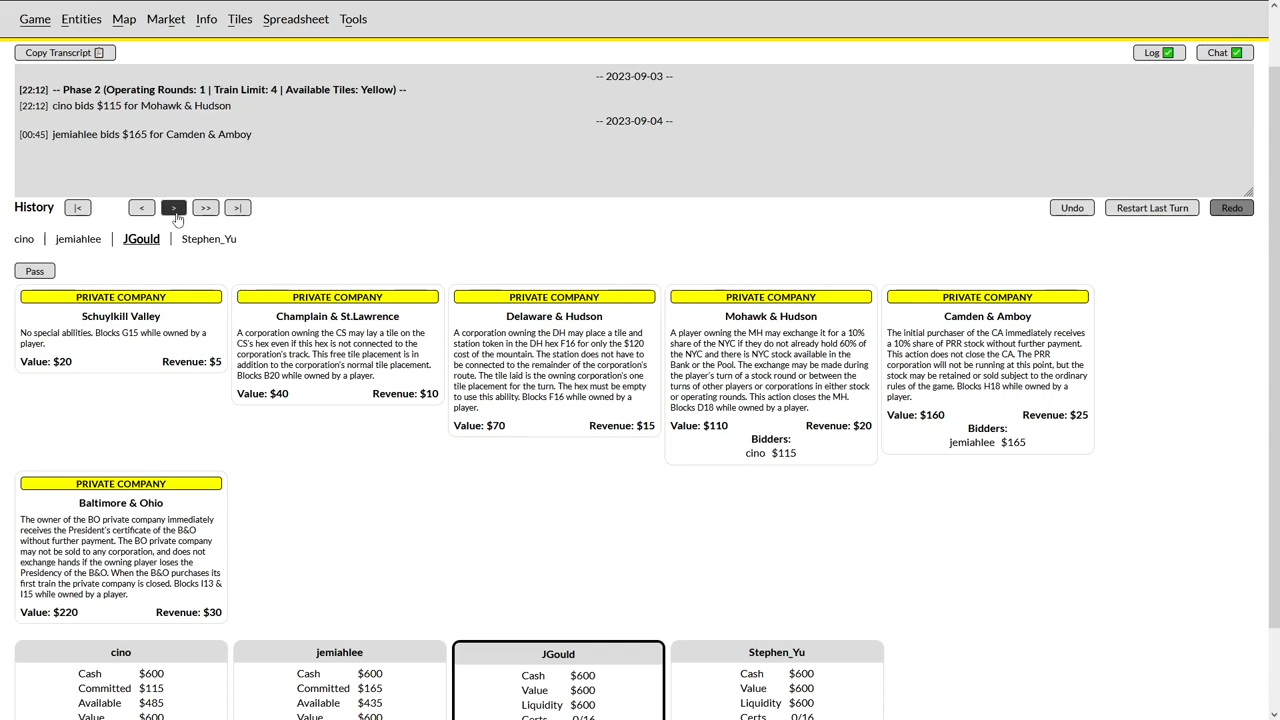 Game Entities Map Market Info Tiles Spreadsheet Tools
Copy Transcript Log Chat
-- 2023-09-03 --
[22:12] -- Phase 2 (Operating Rounds: 1 | Train Limit: 4 | Available Tiles: Yellow) --
[22:12] cino bids $115 for Mohawk & Hudson
-- 2023-09-04 --
[00:45] jemiahlee bids $165 for Camden & Amboy
History |< < > >> >| Undo Restart Last Turn Redo
cino | jemiahlee | JGould | Stephen_Yu
Pass
PRIVATE COMPANY
Schuylkill Valley
No special abilities. Blocks G15 while owned by a
player.
Value: $20 Revenue: $5
PRIVATE COMPANY
Champlain & St.Lawrence
A corporation owning the CS may lay a tile on the
CS's hex even if this hex is not connected to the
corporation's track. This free tile placement is in
addition to the corporation's normal tile placement.
Blocks B20 while owned by a player.
Value: $40 Revenue: $10
PRIVATE COMPANY
Delaware & Hudson
A corporation owning the DH may place a tile and
station token in the DH hex F16 for only the $120
cost of the mountain. The station does not have to
be connected to the remainder of the corporation's
route. The tile laid is the owning corporation's one
tile placement for the turn. The hex must be empty
to use this ability. Blocks F16 while owned by a
player.
Value: $70 Revenue: $15
PRIVATE COMPANY
Mohawk & Hudson
A player owning the MH may exchange it for a 10%
share of the NYC if they do not already hold 60% of
the NYC and there is NYC stock available in the
Bank or the Pool. The exchange may be made during
the player's turn of a stock round or between the
turns of other players or corporations in either stock
or operating rounds. This action closes the MH.
Blocks D18 while owned by a player.
Value: $110 Revenue: $20
Bidders:
cino $115
PRIVATE COMPANY
Camden & Amboy
The initial purchaser of the CA immediately receives
a 10% share of PRR stock without further payment.
This action does not close the CA. The PRR
corporation will not be running at this point, but the
stock may be retained or sold subject to the ordinary
rules of the game. Blocks H18 while owned by a
player.
Value: $160 Revenue: $25
Bidders:
jemiahlee $165
PRIVATE COMPANY
Baltimore & Ohio
The owner of the BO private company immediately
receives the President's certificate of the B&O
without further payment. The BO private company
may not be sold to any corporation, and does not
exchange hands if the owning player loses the
Presidency of the B&O. When the B&O purchases its
first train the private company is closed. Blocks I13 &
I15 while owned by a player.
Value: $220 Revenue: $30
cino
Cash $600
Committed $115
Available $485
Value $600
jemiahlee
Cash $600
Committed $165
Available $435
Value $600
JGould
Cash $600
Value $600
Liquidity $600
Certs 0/16
Stephen_Yu
Cash $600
Value $600
Liquidity $600
Certs 0/16